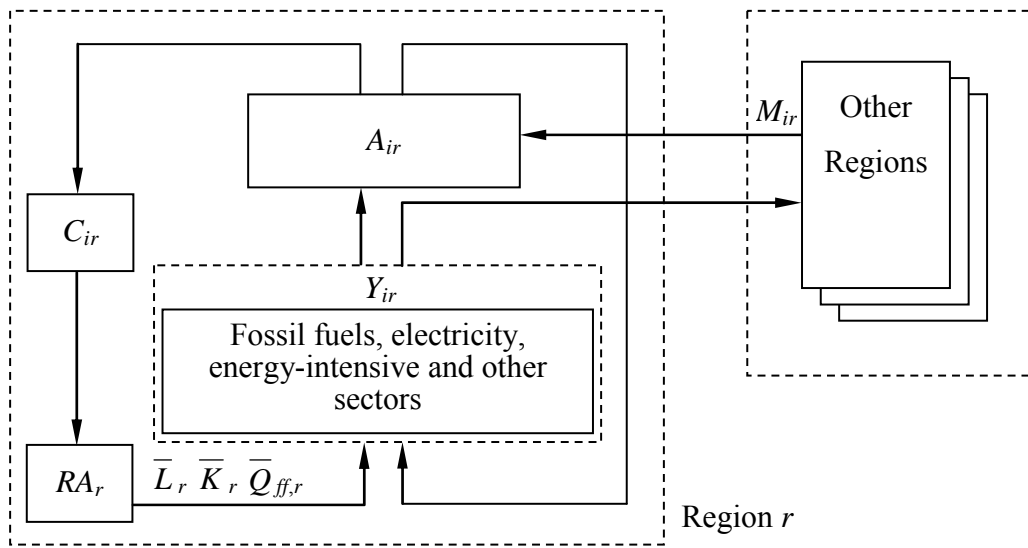 A_ir
M_ir
Other
Regions
C_ir
Y_ir
Fossil fuels, electricity,
energy-intensive and other
sectors
RA_r
L̅_r K̅_r Q̅_ff,r
Region r